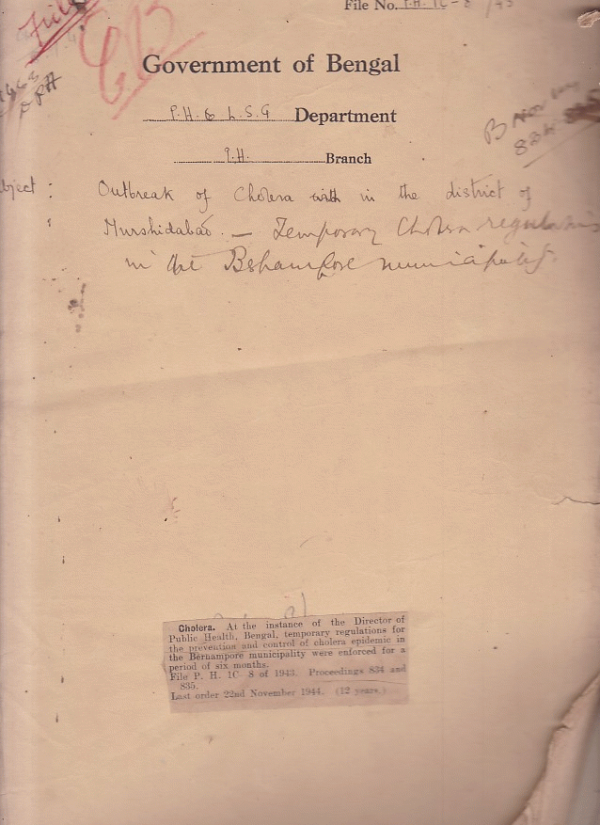 File No. P.H. 1C-8/43
File
Government of Bengal
P.H. & L.S.G Department
P.H. Branch
B
bject : Outbreak of Cholera with in the district of
Murshidabad. — Temporary Cholera regulations
in the Berhampore municipality.
Cholera. At the instance of the Director of
Public Health, Bengal, temporary regulations for
the prevention and control of cholera epidemic in
the Berhampore municipality were enforced for a
period of six months.
File P. H. 1C 8 of 1943. Proceedings 834 and
835.
Last order 22nd November 1944. (12 years.)